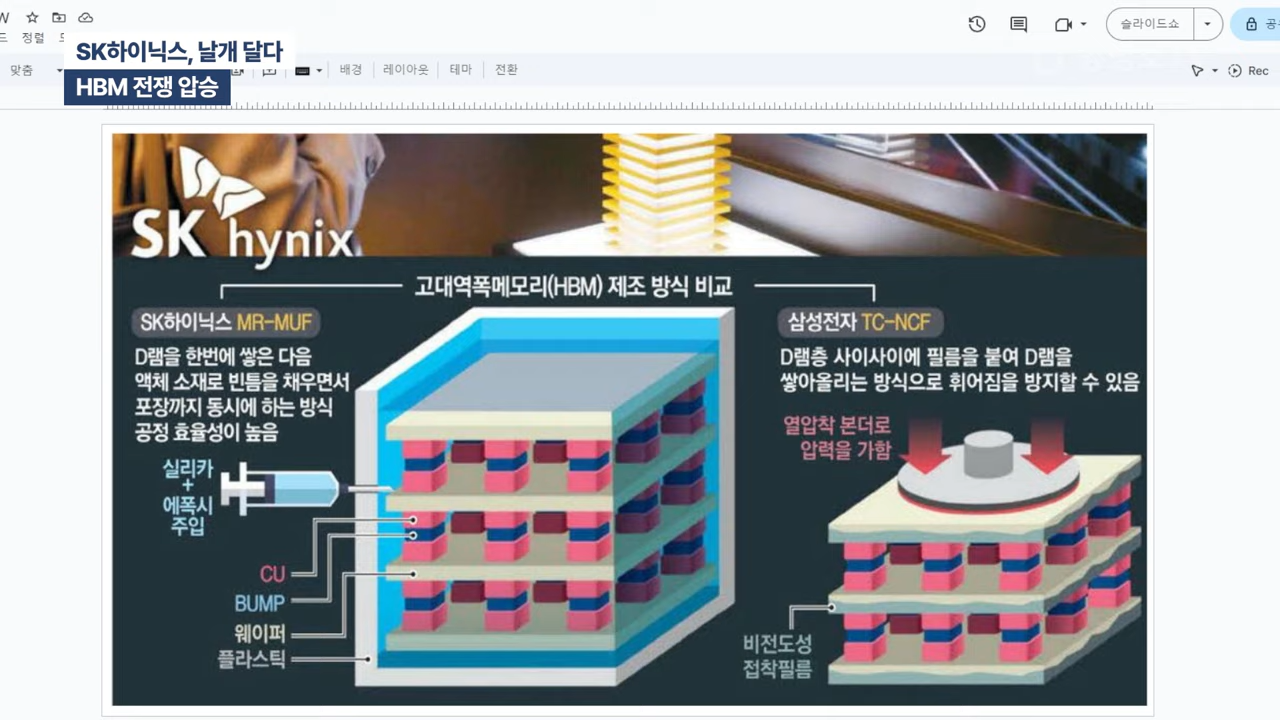 슬라이드쇼
정렬
SK하이닉스, 날개 달다
HBM 전쟁 압승
맞춤
배경
레이아웃
테마
전환
Rec
SK hynix
고대역폭메모리(HBM) 제조 방식 비교
SK하이닉스 MR-MUF
D램을 한번에 쌓은 다음
액체 소재로 빈틈을 채우면서
포장까지 동시에 하는 방식
공정 효율성이 높음
실리카
+
에폭시
주입
CU
BUMP
웨이퍼
플라스틱
삼성전자 TC-NCF
D램층 사이사이에 필름을 붙여 D램을
쌓아올리는 방식으로 휘어짐을 방지할 수 있음
열압착 본더로
압력을 가함
비전도성
접착필름